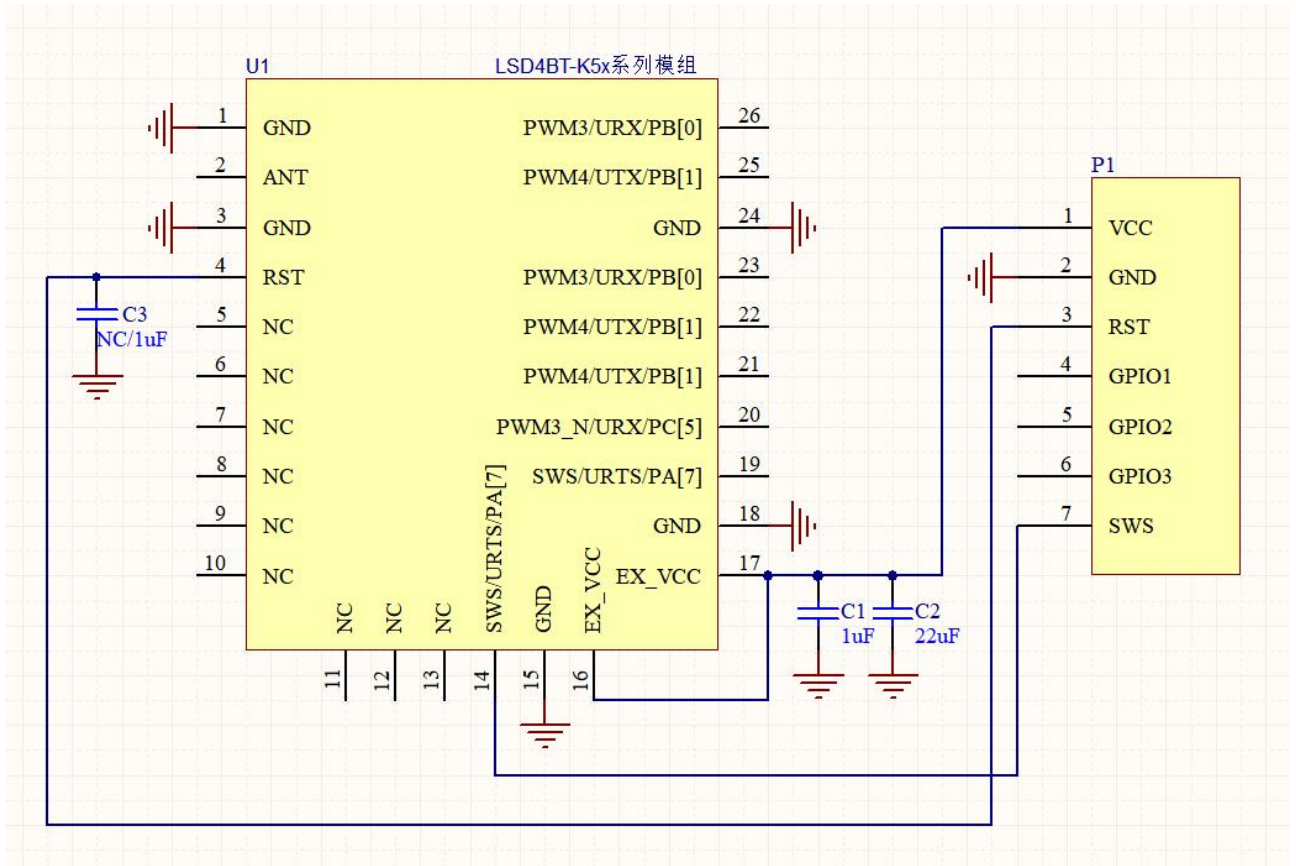 U1
LSD4BT-K5x系列模组
1
GND
2
ANT
3
GND
4
RST
5
NC
6
NC
7
NC
8
NC
9
NC
10
NC
C3
NC/1uF
NC
11
NC
12
NC
13
SWS/URTS/PA[7]
14
GND
15
EX_VCC
16
PWM3/URX/PB[0]
26
PWM4/UTX/PB[1]
25
GND
24
PWM3/URX/PB[0]
23
PWM4/UTX/PB[1]
22
PWM4/UTX/PB[1]
21
PWM3_N/URX/PC[5]
20
SWS/URTS/PA[7]
19
GND
18
EX_VCC
17
C1
1uF
C2
22uF
P1
1
VCC
2
GND
3
RST
4
GPIO1
5
GPIO2
6
GPIO3
7
SWS